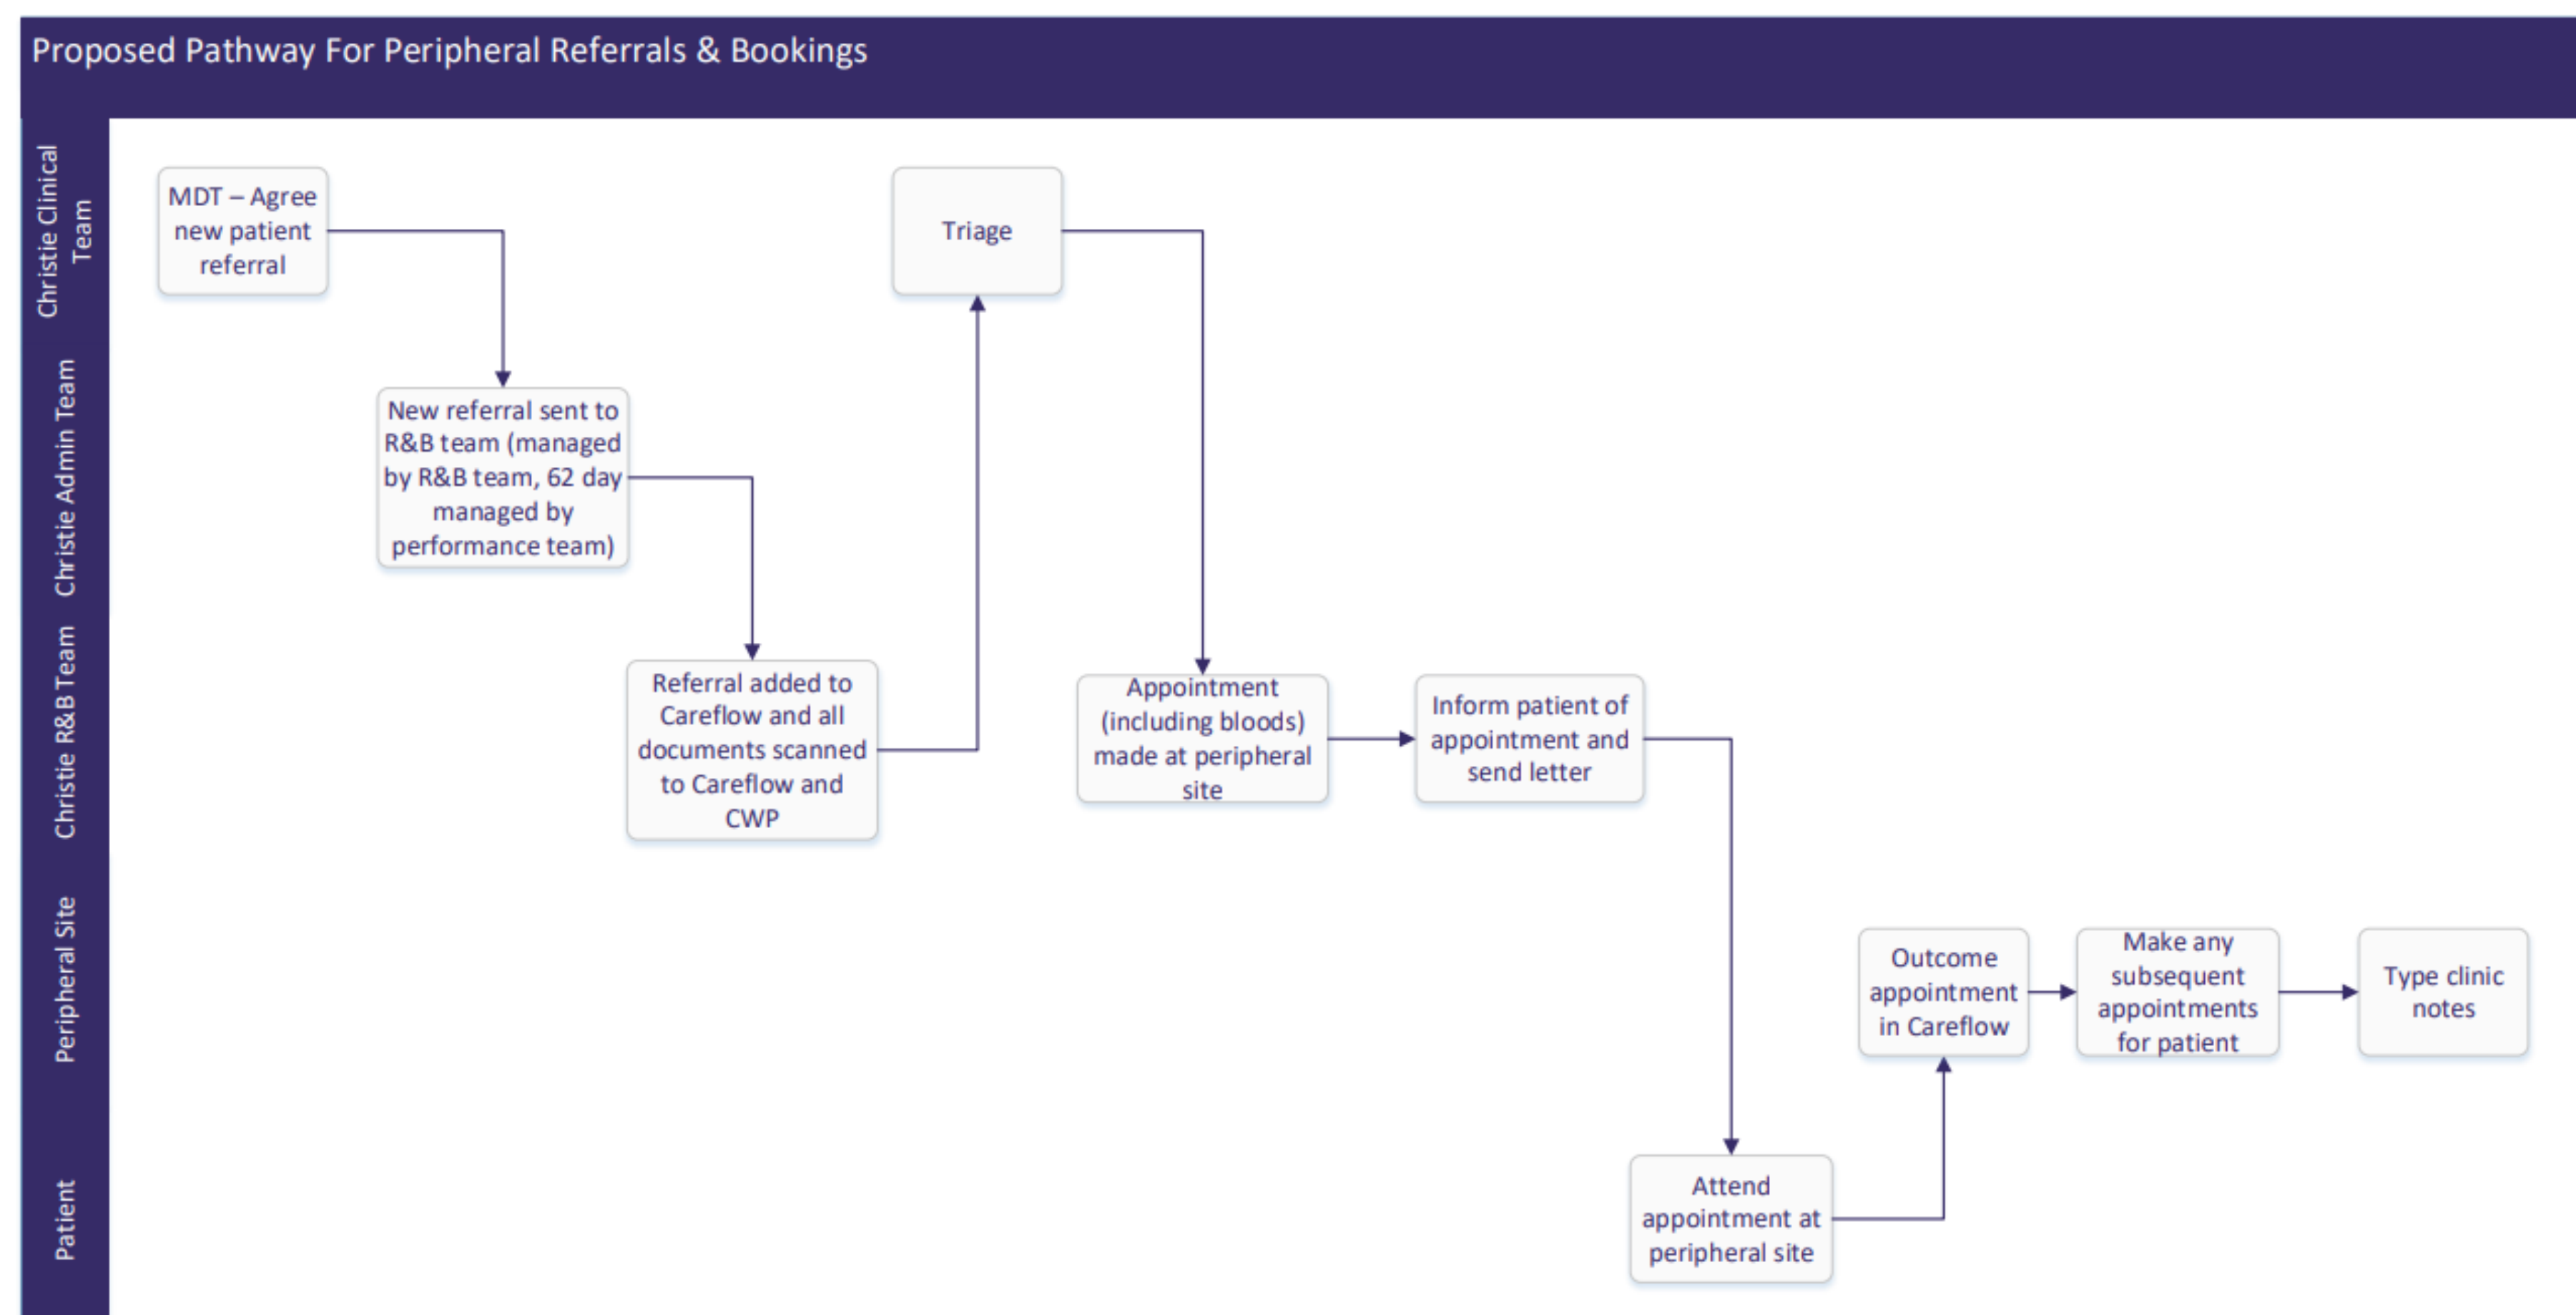 Proposed Pathway For Peripheral Referrals & Bookings
Christie Clinical
Team
MDT – Agree
new patient
referral
Triage
Christie Admin Team
New referral sent to
R&B team (managed
by R&B team, 62 day
managed by
performance team)
Christie R&B Team
Referral added to
Careflow and all
documents scanned
to Careflow and
CWP
Appointment
(including bloods)
made at peripheral
site
Inform patient of
appointment and
send letter
Peripheral Site
Outcome
appointment
in Careflow
Make any
subsequent
appointments
for patient
Type clinic
notes
Patient
Attend
appointment at
peripheral site